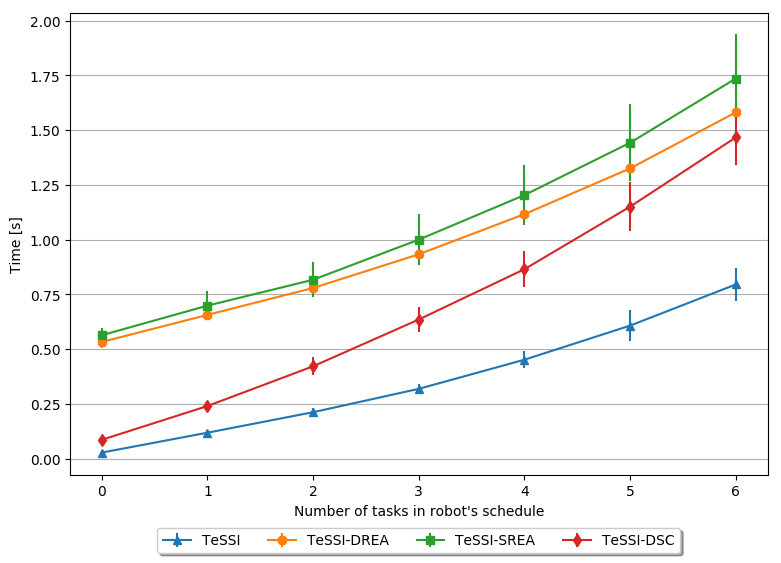 2.00
1.75
1.50
1.25
1.00
0.75
0.50
0.25
0.00
Time [s]
0 1 2 3 4 5 6
Number of tasks in robot's schedule
TeSSI TeSSI-DREA TeSSI-SREA TeSSI-DSC